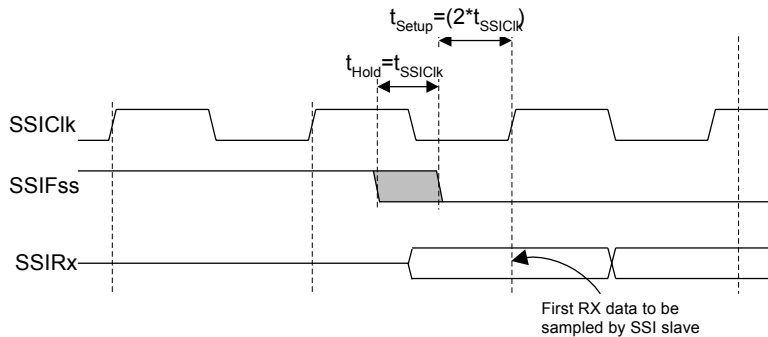 tSetup=(2*tSSIClk)
tHold=tSSIClk
SSIClk
SSIFss
SSIRx
First RX data to be
sampled by SSI slave